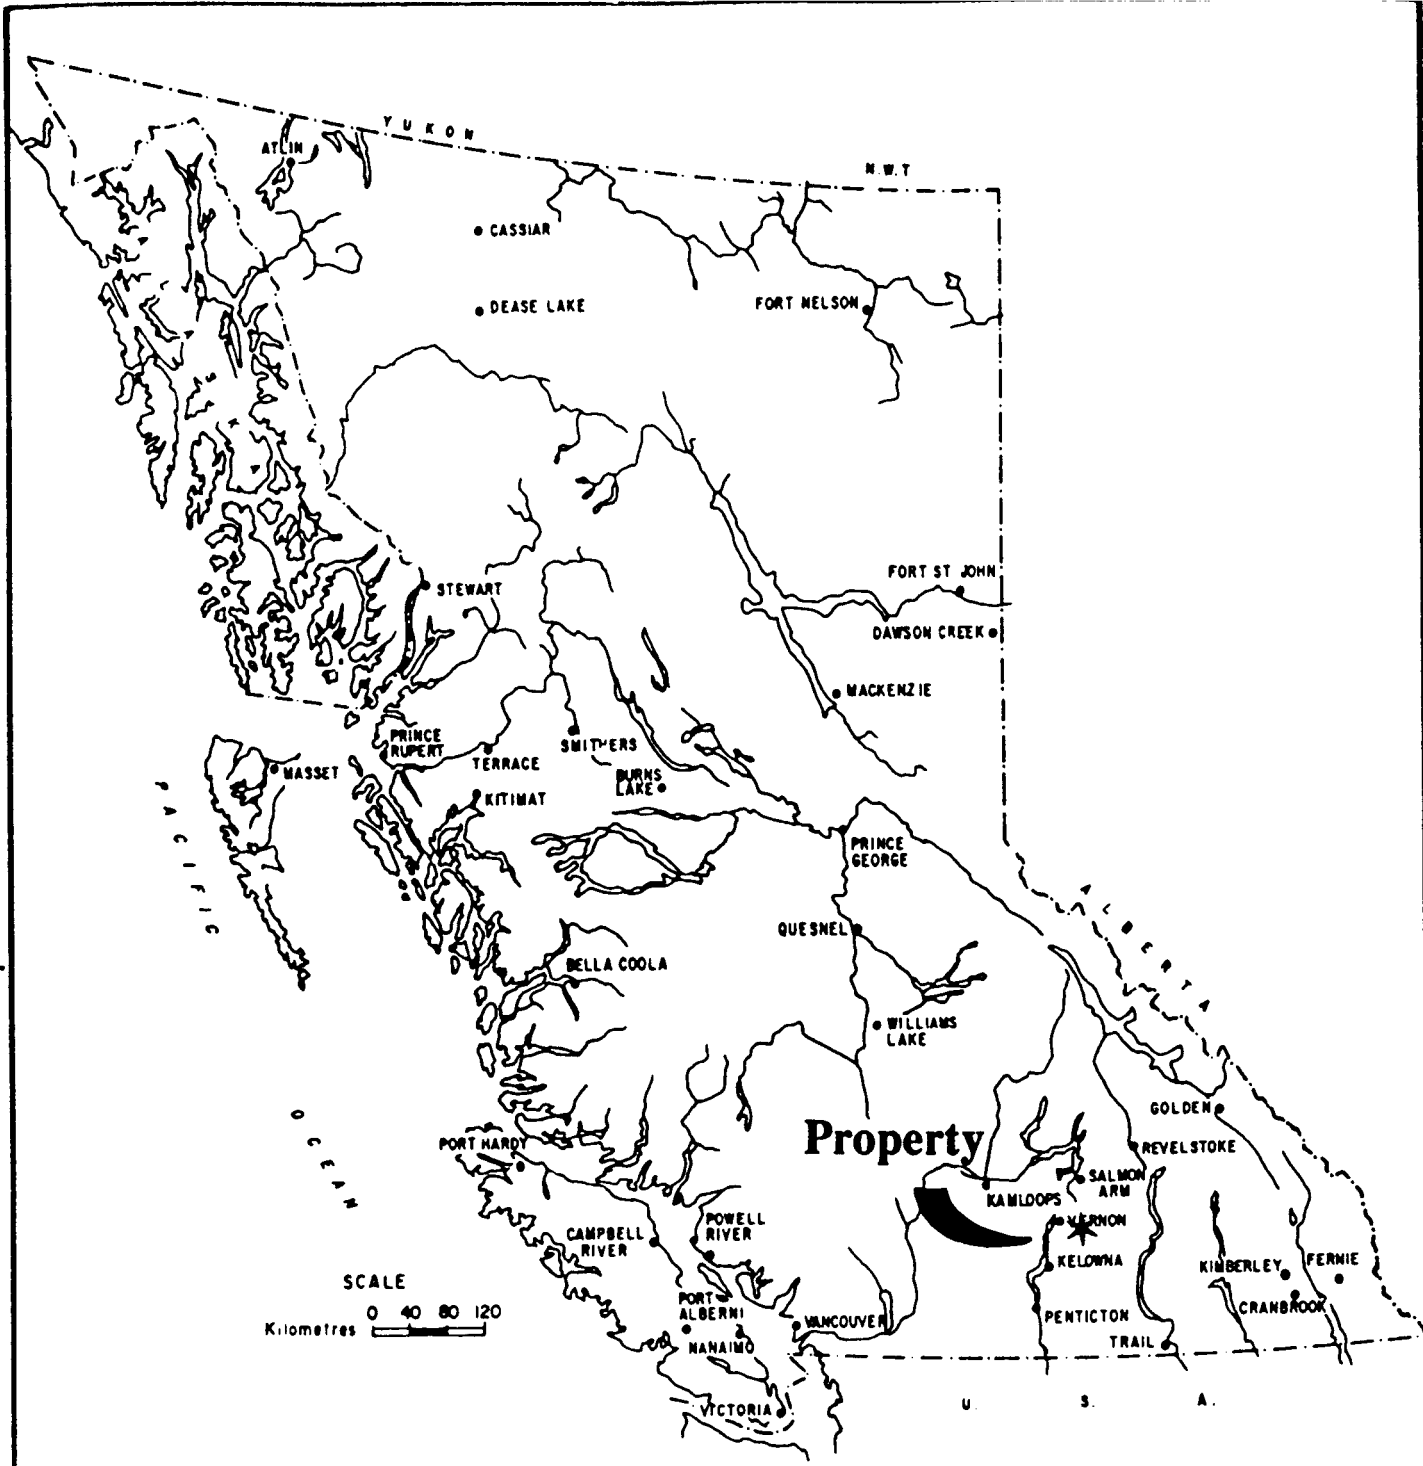 YUKON
N.W.T
ATLIN
CASSIAR
DEASE LAKE
FORT NELSON
ALASKA
STEWART
FORT ST JOHN
DAWSON CREEK
MACKENZIE
PRINCE
RUPERT
TERRACE
SMITHERS
MASSET
BURNS
LAKE
KITIMAT
PACIFIC
PRINCE
GEORGE
ALBERTA
QUESNEL
BELLA COOLA
WILLIAMS
LAKE
OCEAN
GOLDEN
Property
PORT HARDY
REVELSTOKE
SALMON
ARM
KAMLOOPS
VERNON
POWELL
RIVER
CAMPBELL
RIVER
KELOWNA
KIMBERLEY
FERNIE
SCALE
0 40 80 120
Kilometres
PORT
ALBERNI
CRANBROOK
PENTICTON
VANCOUVER
TRAIL
NANAIMO
VICTORIA
U. S. A.